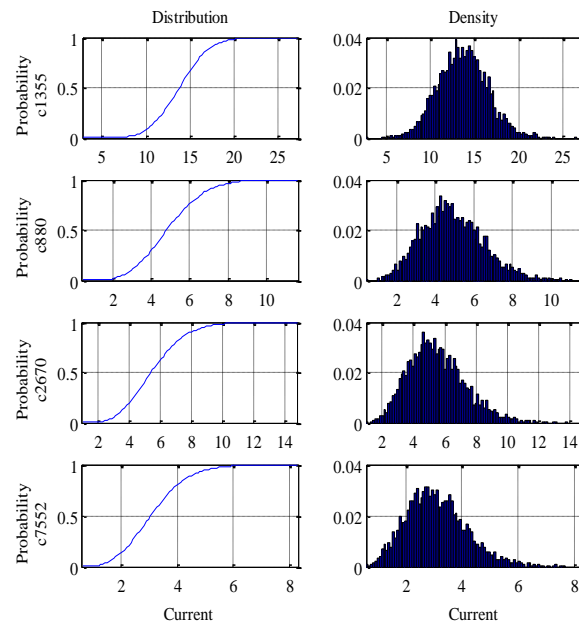 Distribution Density
1 0.04
Probability c1355
0.5 0.02
0 0
5 10 15 20 25 5 10 15 20 25
1 0.04
Probability c880
0.5 0.02
0 0
2 4 6 8 10 2 4 6 8 10
1 0.04
Probability c2670
0.5 0.02
0 0
2 4 6 8 10 12 14 2 4 6 8 10 12 14
1 0.04
Probability c7552
0.5 0.02
0 0
2 4 6 8 2 4 6 8
Current Current